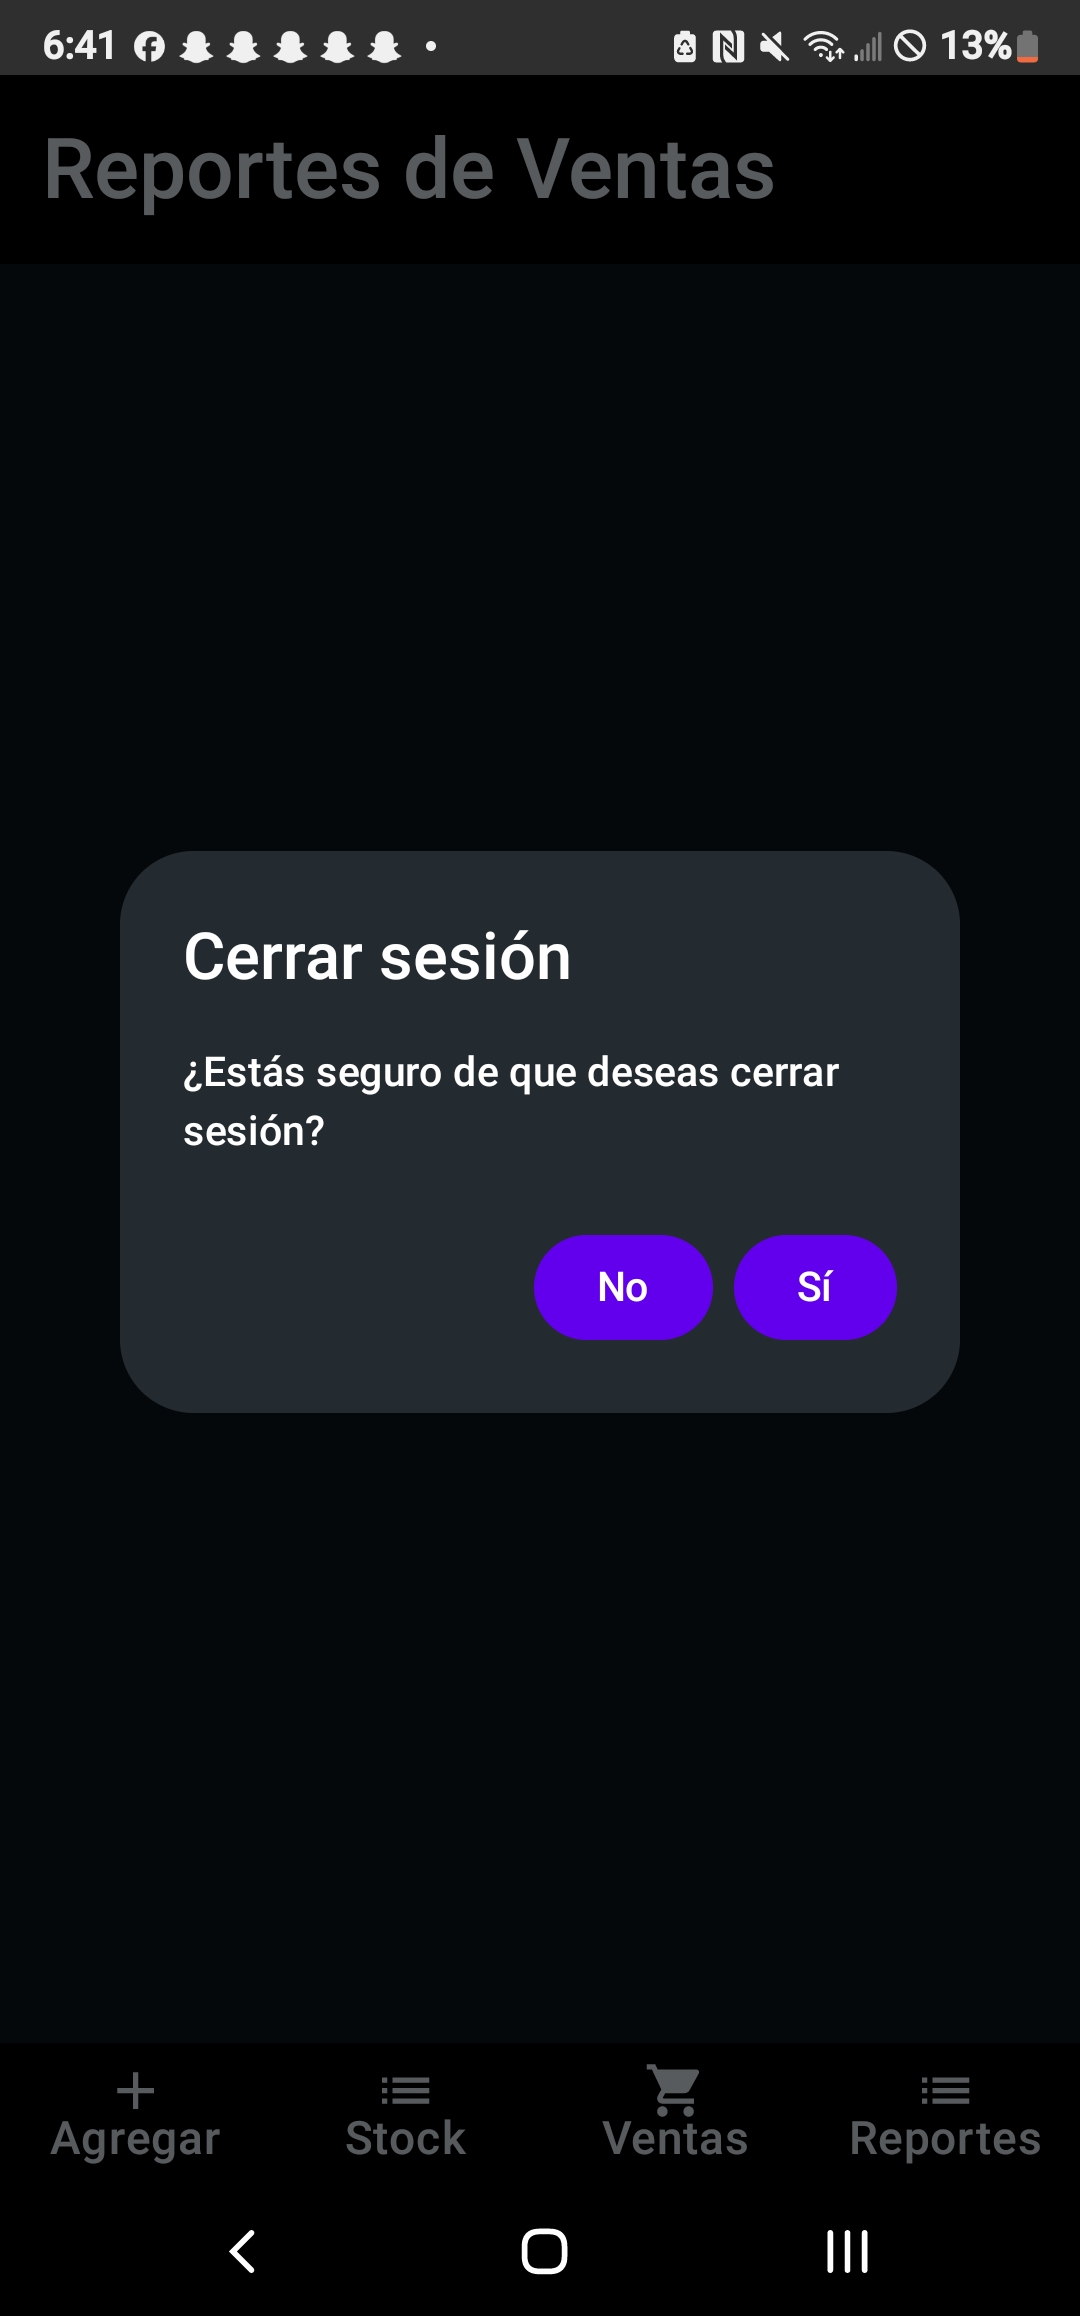 6:41
13%
Reportes de Ventas
Cerrar sesión
¿Estás seguro de que deseas cerrar
sesión?
No
Sí
Agregar
Stock
Ventas
Reportes